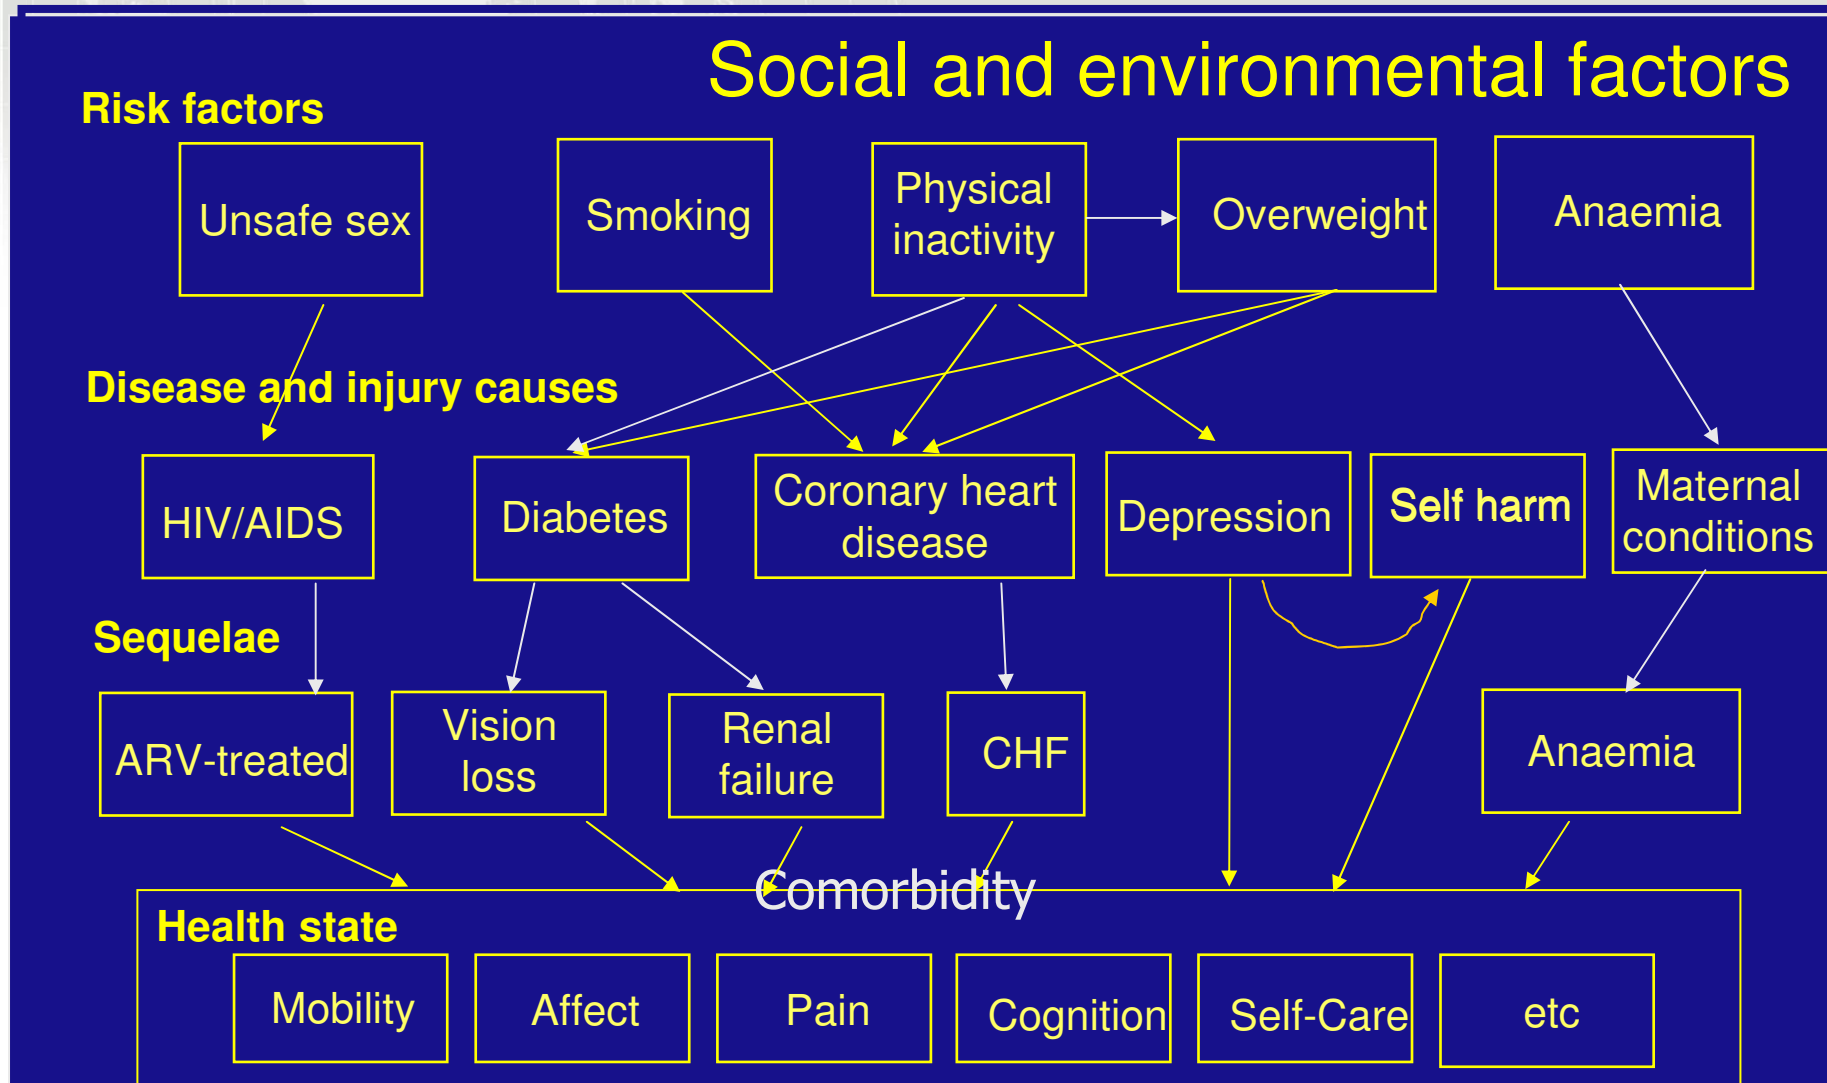 Social and environmental factors
Risk factors
Unsafe sex
Smoking
Physical
inactivity
Overweight
Anaemia
Disease and injury causes
HIV/AIDS
Diabetes
Coronary heart
disease
Depression
Self harm
Maternal
conditions
Sequelae
ARV-treated
Vision
loss
Renal
failure
CHF
Anaemia
Comorbidity
Health state
Mobility
Affect
Pain
Cognition
Self-Care
etc